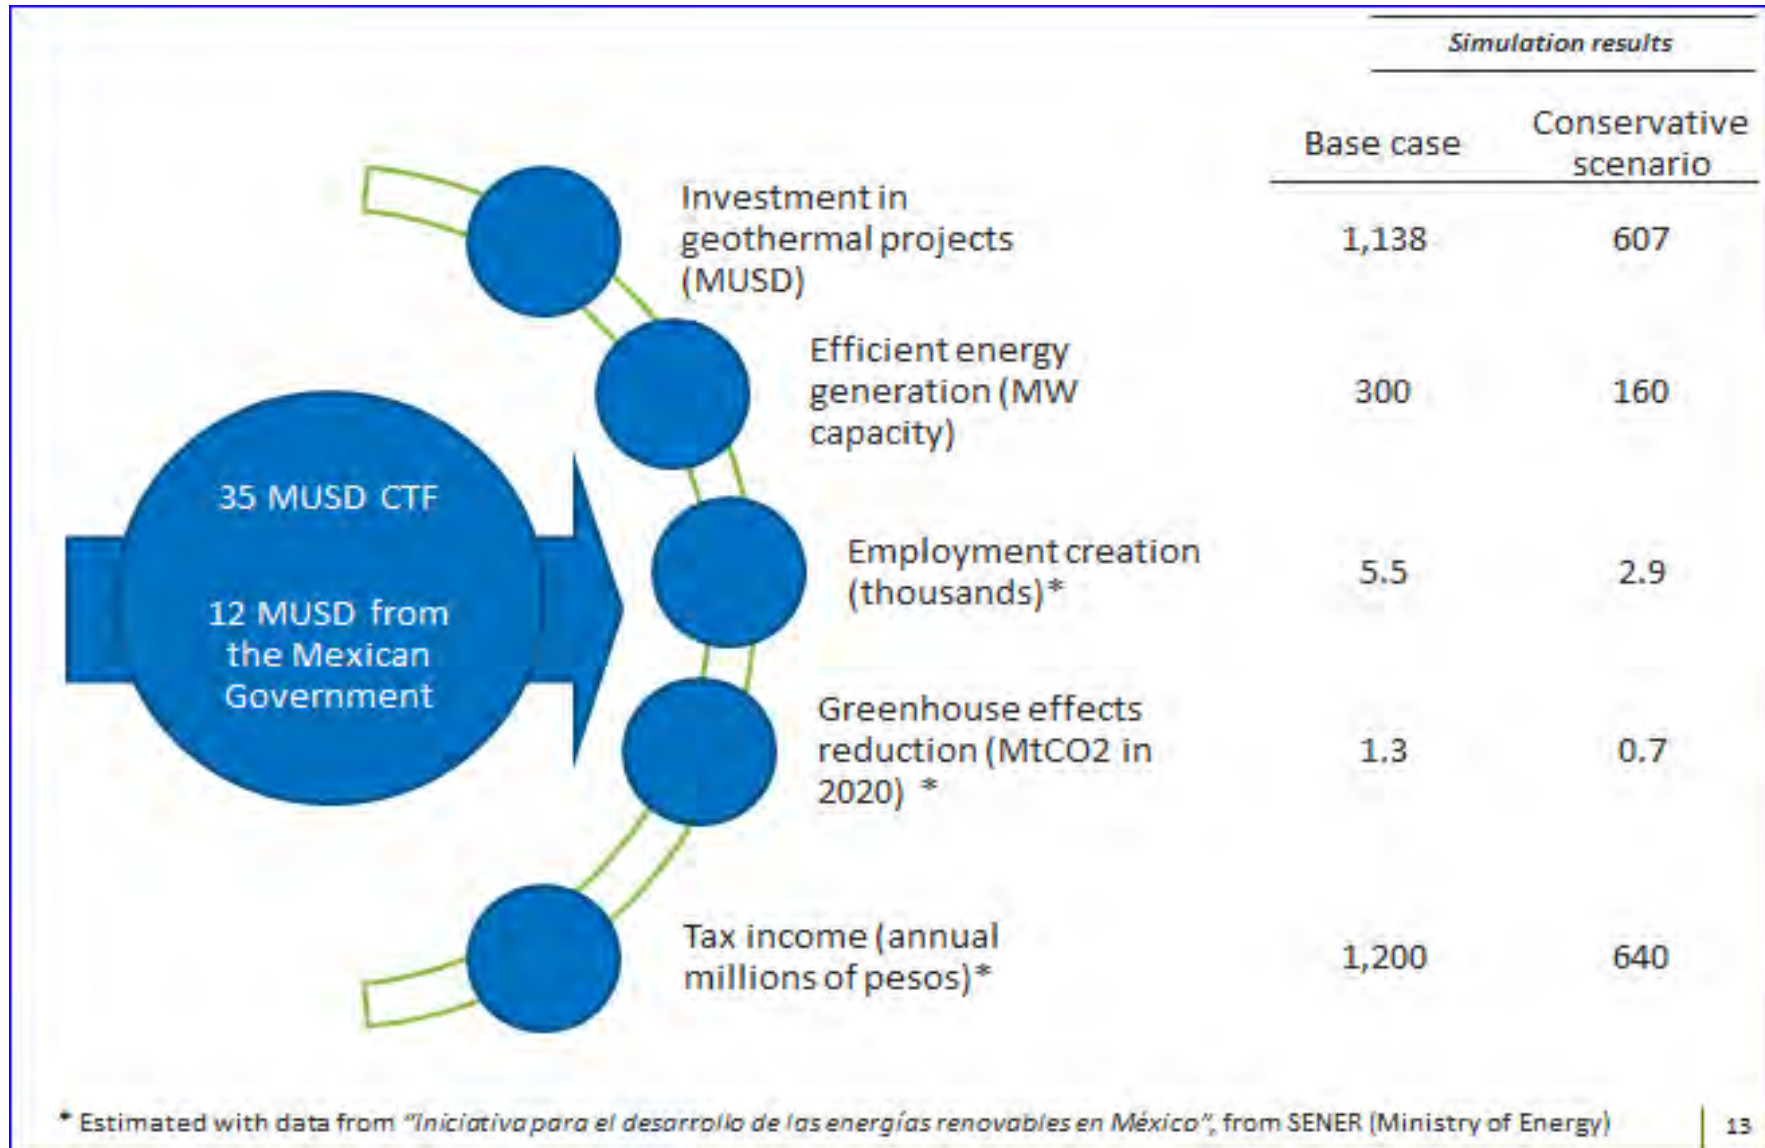 Simulation results
Base case
Conservative
scenario
Investment in
geothermal projects
(MUSD)
1,138
607
Efficient energy
generation (MW
capacity)
300
160
35 MUSD CTF
12 MUSD from
the Mexican
Government
Employment creation
(thousands)*
5.5
2.9
Greenhouse effects
reduction (MtCO2 in
2020) *
1.3
0.7
Tax income (annual
millions of pesos)*
1,200
640
* Estimated with data from "Iniciativa para el desarrollo de las energías renovables en México", from SENER (Ministry of Energy)
13